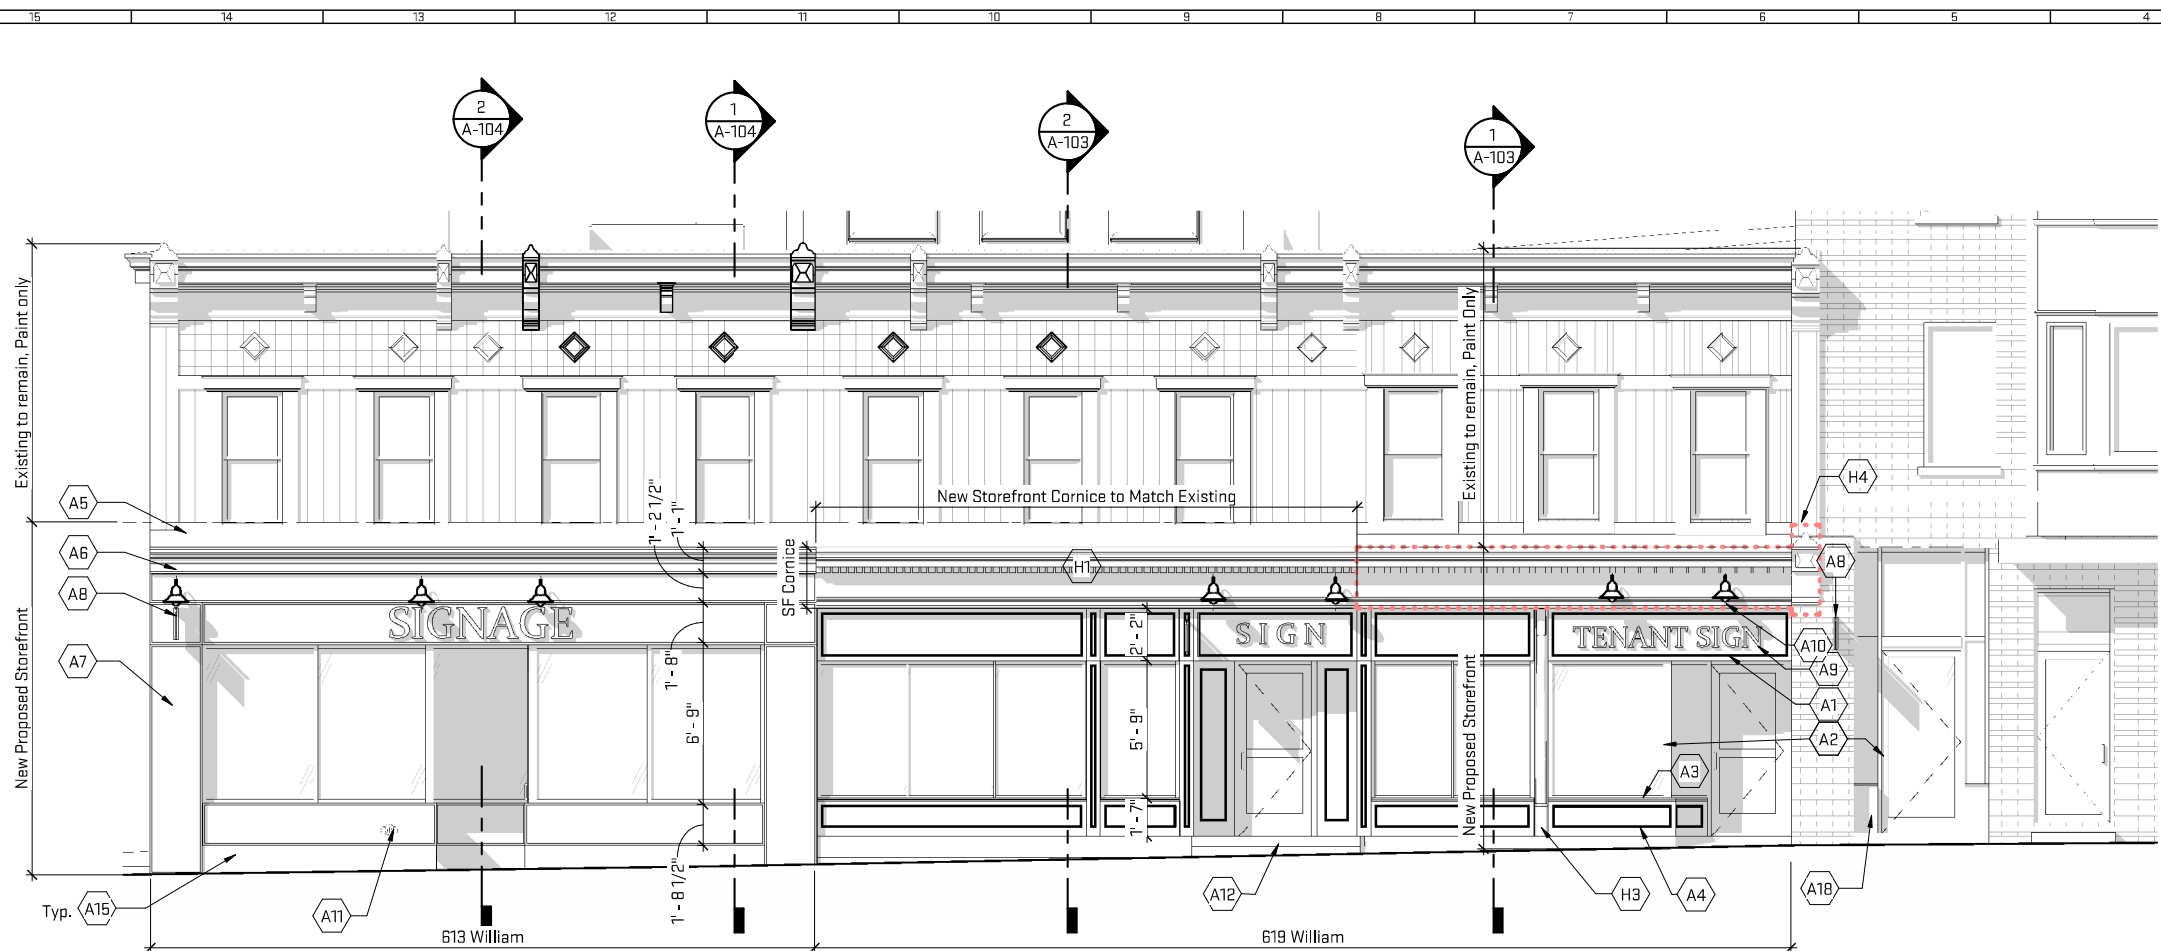 15 14 13 12 11 10 9 8 7 6 5 4
2
A-104
1
A-104
2
A-103
1
A-103
Existing to remain, Paint only
Existing to remain, Paint Only
H4
A5
New Storefront Cornice to Match Existing
1' - 2 1/2"
1' - 1"
A6
SF Cornice
H1
A8
A8
SIGNAGE
SIGN
TENANT SIGN
2' - 2"
A10
A7
1' - 8"
A9
A1
New Proposed Storefront
6' - 9"
5' - 9"
New Proposed Storefront
A2
A3
1' - 7"
1' - 8 1/2"
Typ. A15
A11
A12
H3
A4
A18
613 William
619 William